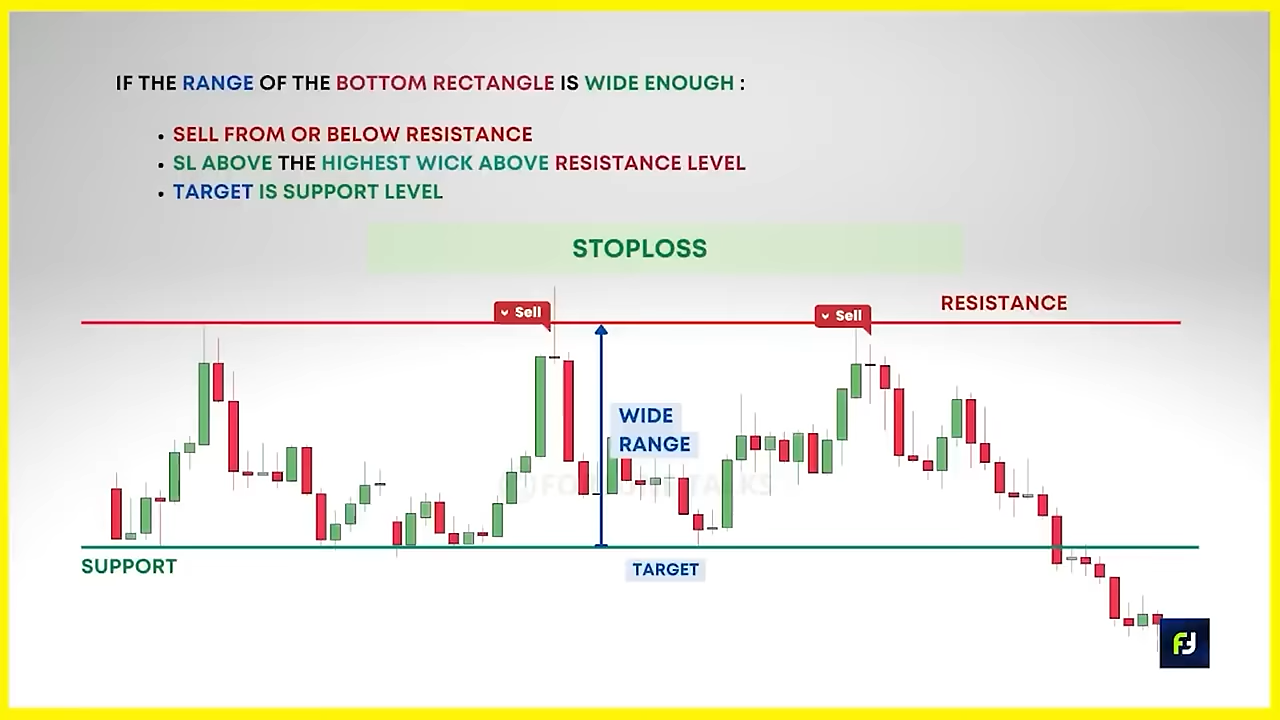 IF THE RANGE OF THE BOTTOM RECTANGLE IS WIDE ENOUGH :
• SELL FROM OR BELOW RESISTANCE
• SL ABOVE THE HIGHEST WICK ABOVE RESISTANCE LEVEL
• TARGET IS SUPPORT LEVEL
STOPLOSS
Sell
Sell
RESISTANCE
WIDE
RANGE
SUPPORT
TARGET